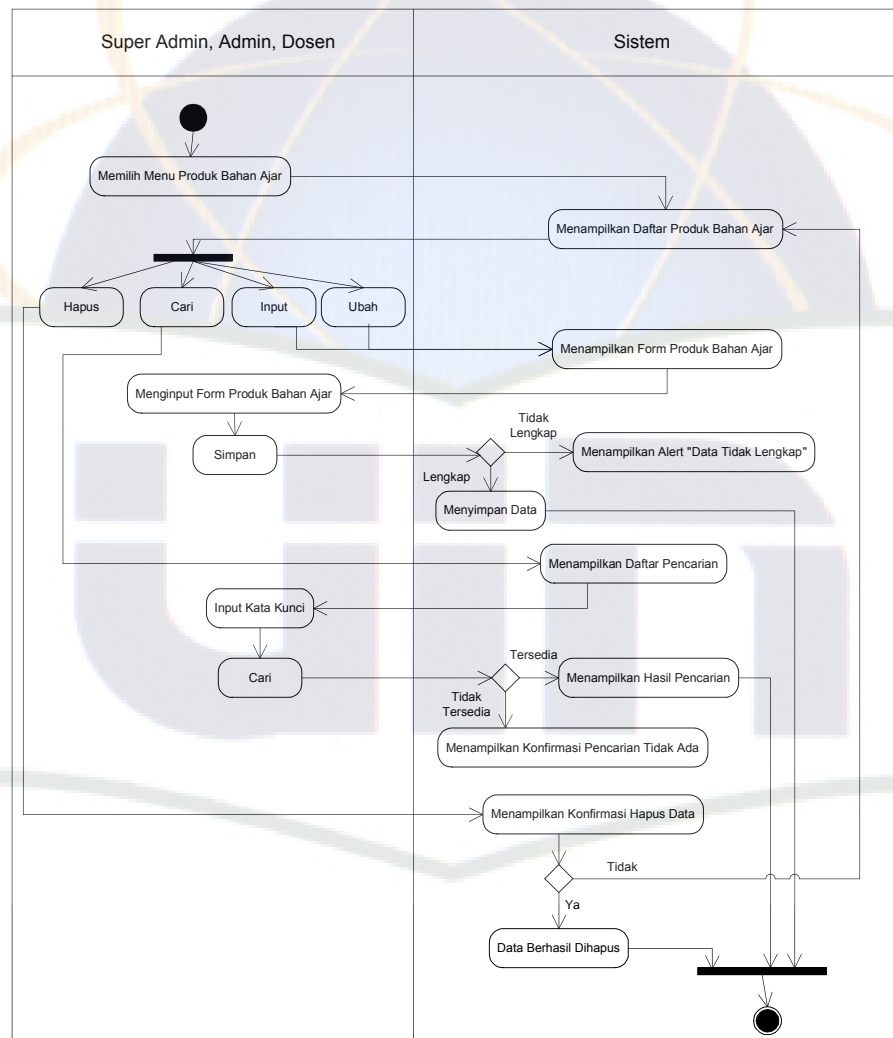 Super Admin, Admin, Dosen
Sistem
Memilih Menu Produk Bahan Ajar
Menampilkan Daftar Produk Bahan Ajar
Hapus
Cari
Input
Ubah
Menampilkan Form Produk Bahan Ajar
Menginput Form Produk Bahan Ajar
Tidak
Lengkap
Simpan
Menampilkan Alert "Data Tidak Lengkap"
Lengkap
Menyimpan Data
Menampilkan Daftar Pencarian
Input Kata Kunci
Tersedia
Cari
Menampilkan Hasil Pencarian
Tidak
Tersedia
Menampilkan Konfirmasi Pencarian Tidak Ada
Menampilkan Konfirmasi Hapus Data
Tidak
Ya
Data Berhasil Dihapus
uin